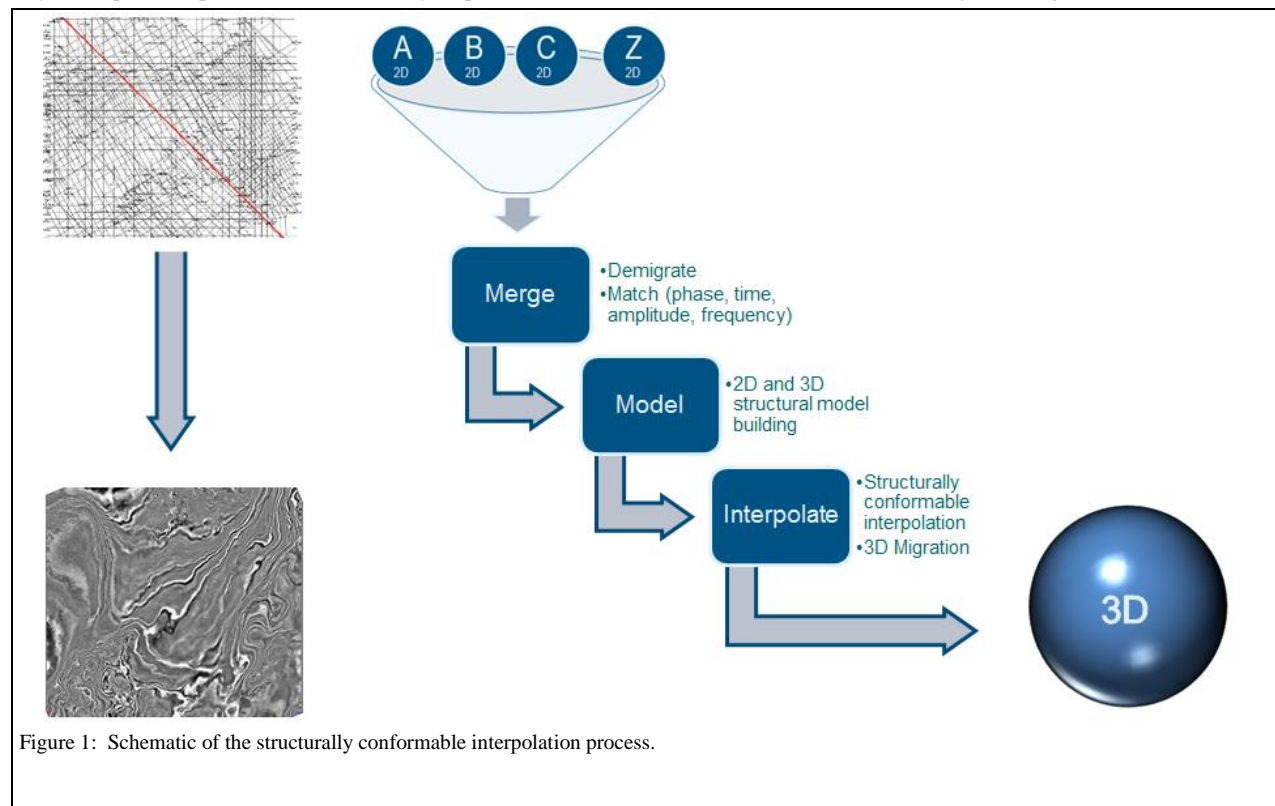 A
2D
B
2D
C
2D
Z
2D
Merge
•Demigrate
•Match (phase, time,
amplitude, frequency)
Model
•2D and 3D
structural model
building
Interpolate
•Structurally
conformable
interpolation
•3D Migration
3D
Figure 1:  Schematic of the structurally conformable interpolation process.